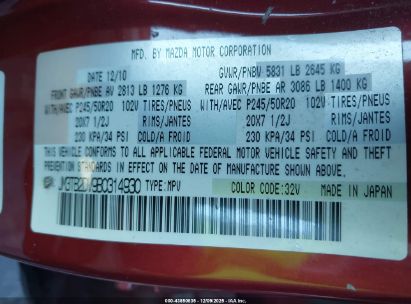 MFD. BY MAZDA MOTOR CORPORATION
DATE 12/10
GVWR/PNBV 5831 LB 2645 KG
FRONT GAWR/PNBE AV 2813 LB 1276 KG
REAR GAWR/PNBE AR 3086 LB 1400 KG
WITH/AVEC P245/50R20 102V TIRES/PNEUS
WITH/AVEC P245/50R20 102V TIRES/PNEUS
20X7 1/2J RIMS/JANTES
20X7 1/2J RIMS/JANTES
230 KPA/34 PSI COLD/A FROID
230 KPA/34 PSI COLD/A FROID
THIS VEHICLE CONFORMS TO ALL APPLICABLE FEDERAL MOTOR VEHICLE SAFETY
STANDARDS IN EFFECT ON THE DATE OF MANUFACTURE SHOWN ABOVE.
TYPE: MPV
COLOR CODE: 32V
MADE IN JAPAN